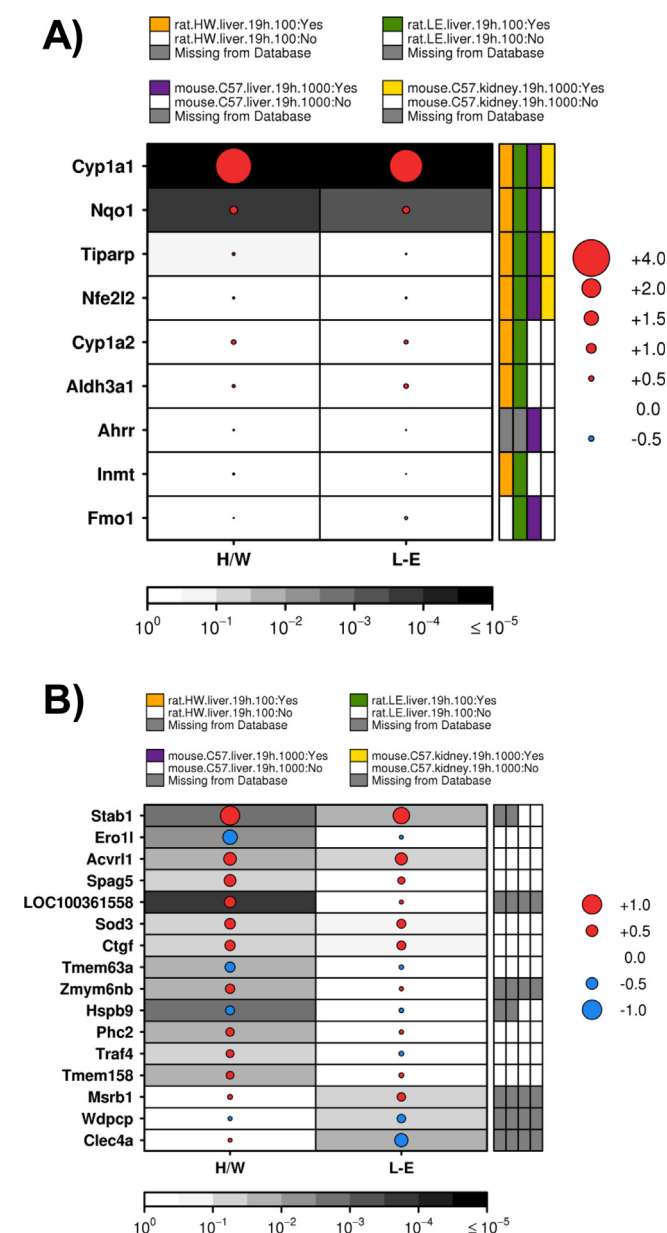 A)
rat.HW.liver.19h.100:Yes
rat.HW.liver.19h.100:No
Missing from Database
rat.LE.liver.19h.100:Yes
rat.LE.liver.19h.100:No
Missing from Database
mouse.C57.liver.19h.1000:Yes
mouse.C57.liver.19h.1000:No
Missing from Database
mouse.C57.kidney.19h.1000:Yes
mouse.C57.kidney.19h.1000:No
Missing from Database
Cyp1a1
Nqo1
Tiparp
Nfe2l2
Cyp1a2
Aldh3a1
Ahrr
Inmt
Fmo1
H/W
L-E
+4.0
+2.0
+1.5
+1.0
+0.5
0.0
-0.5
10⁰
10⁻¹
10⁻²
10⁻³
10⁻⁴
≤ 10⁻⁵
B)
rat.HW.liver.19h.100:Yes
rat.HW.liver.19h.100:No
Missing from Database
rat.LE.liver.19h.100:Yes
rat.LE.liver.19h.100:No
Missing from Database
mouse.C57.liver.19h.1000:Yes
mouse.C57.liver.19h.1000:No
Missing from Database
mouse.C57.kidney.19h.1000:Yes
mouse.C57.kidney.19h.1000:No
Missing from Database
Stab1
Ero1l
Acvrl1
Spag5
LOC100361558
Sod3
Ctgf
Tmem63a
Zmym6nb
Hspb9
Phc2
Traf4
Tmem158
Msrb1
Wdpcp
Clec4a
H/W
L-E
+1.0
+0.5
0.0
-0.5
-1.0
10⁰
10⁻¹
10⁻²
10⁻³
10⁻⁴
≤ 10⁻⁵